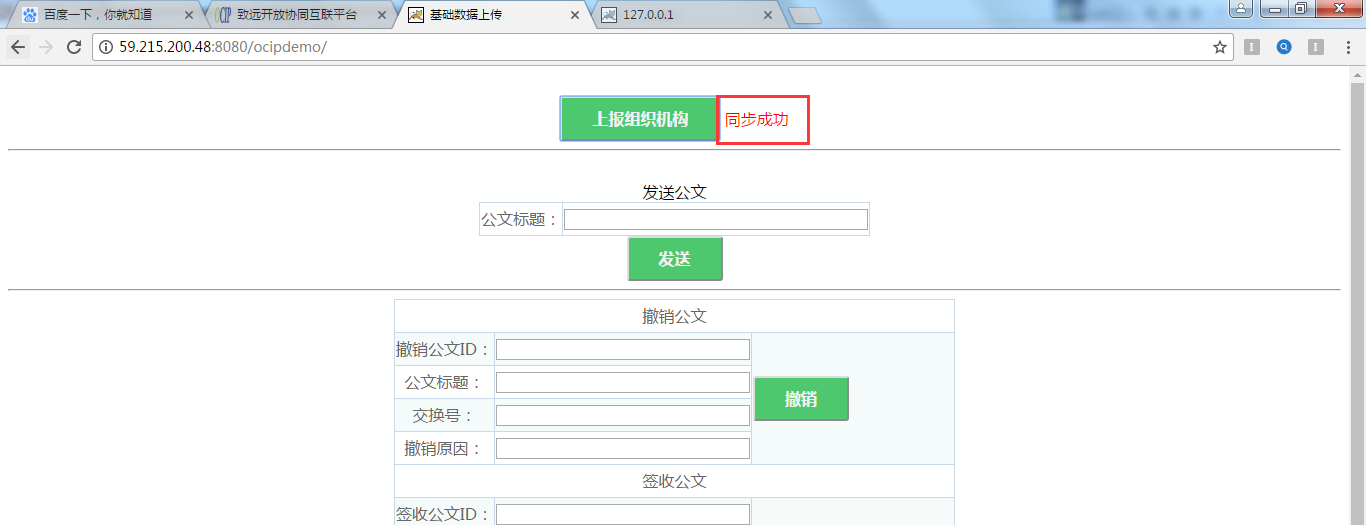 百度一下，你就知道
致远开放协同互联平台
基础数据上传
127.0.0.1
59.215.200.48:8080/ocipdemo/
上报组织机构 同步成功
发送公文
公文标题：
发送
撤销公文
撤销公文ID：
公文标题：
撤销
交换号：
撤销原因：
签收公文
签收公文ID：